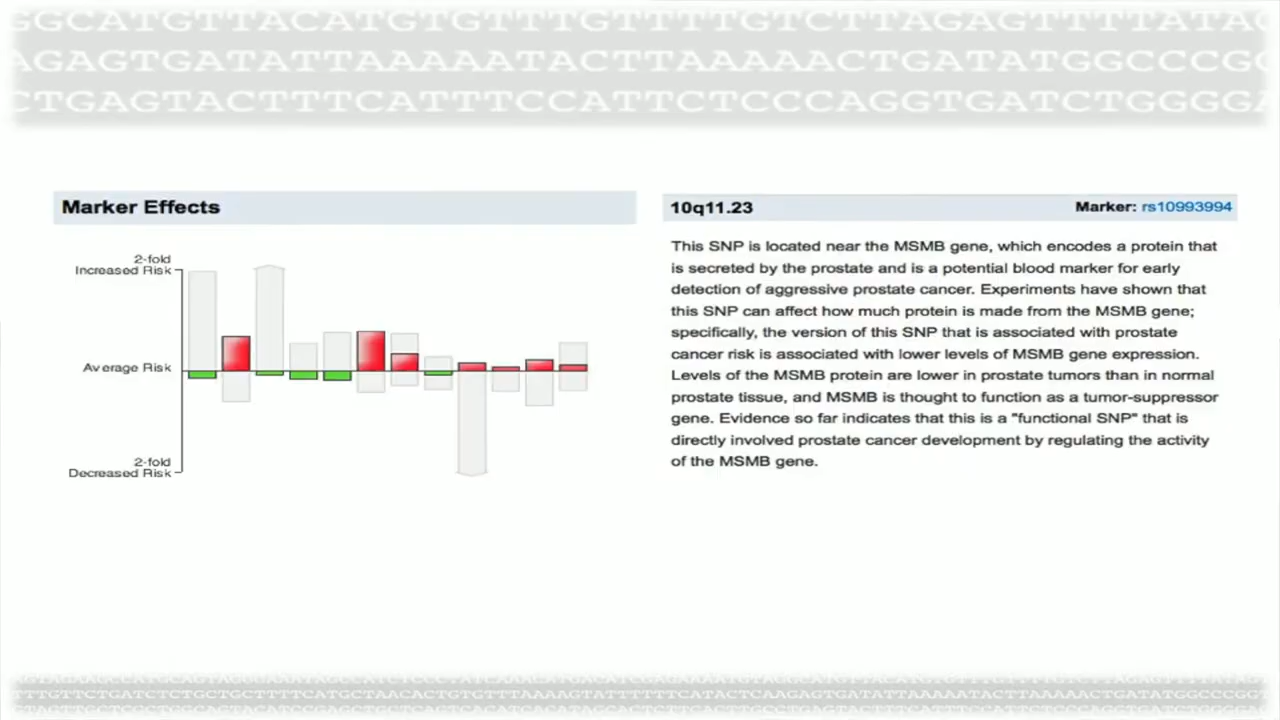 GGCATGTTACATGTGTTGTTTTGTCTTAGTAGAGTTTTATAG
AGAGTGATATTAAAAATACTTAAAAACTGATATGGCCCGG
CTGAGTACTTTCATTTCCATTCTCCCAGGTGATCTGGGGA
Marker Effects
2-fold
Increased Risk
Average Risk
2-fold
Decreased Risk
10q11.23
Marker: rs10993994
This SNP is located near the MSMB gene, which encodes a protein that
is secreted by the prostate and is a potential blood marker for early
detection of aggressive prostate cancer. Experiments have shown that
this SNP can affect how much protein is made from the MSMB gene;
specifically, the version of this SNP that is associated with prostate
cancer risk is associated with lower levels of MSMB gene expression.
Levels of the MSMB protein are lower in prostate tumors than in normal
prostate tissue, and MSMB is thought to function as a tumor-suppressor
gene. Evidence so far indicates that this is a "functional SNP" that is
directly involved prostate cancer development by regulating the activity
of the MSMB gene.